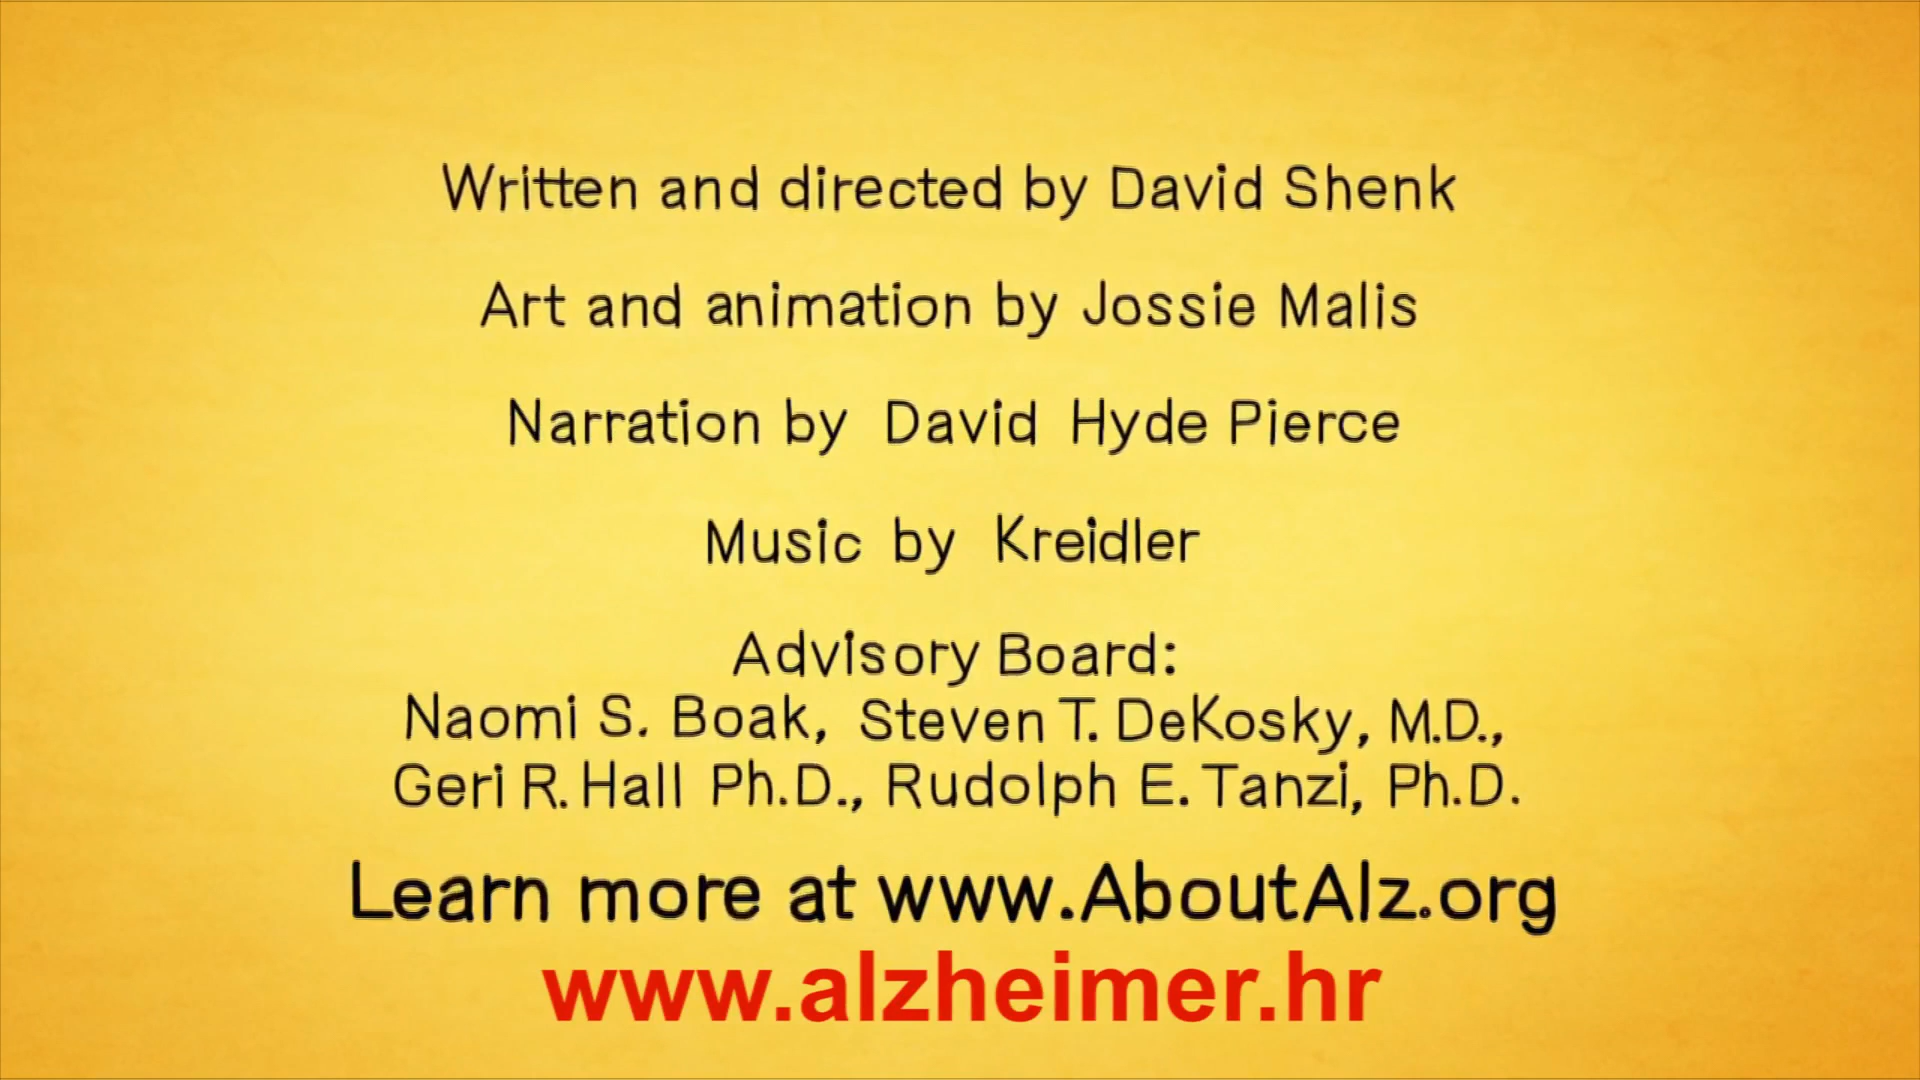 Written and directed by David Shenk
Art and animation by Jossie Malis
Narration by David Hyde Pierce
Music by Kreidler
Advisory Board:
Naomi S. Boak, Steven T. DeKosky, M.D.,
Geri R. Hall Ph.D., Rudolph E. Tanzi, Ph.D.
Learn more at www.AboutAlz.org
www.alzheimer.hr